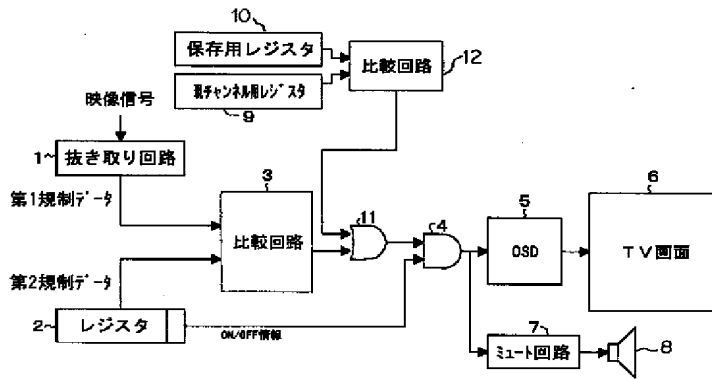 10
保存用レジスタ
現チャンネル用レジスタ
9
比較回路
12
映像信号
1
抜き取り回路
第1規制データ
3
比較回路
第2規制データ
2
レジスタ
ON/OFF情報
11
4
5
OSD
6
TV画面
7
ミュート回路
8